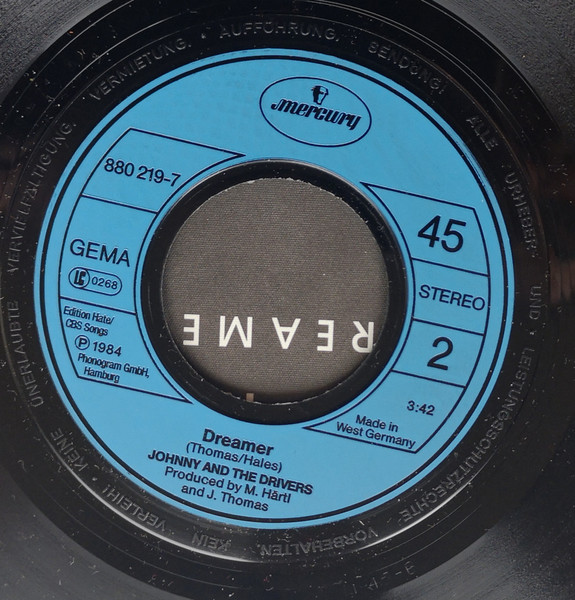 mercury
880 219-7
GEMA
LC 0268
Edition Hate/
CBS Songs
Ⓟ 1984
Phonogram GmbH,
Hamburg
45
STEREO
2
3:42
Made in
West Germany
Dreamer
(Thomas/Hales)
JOHNNY AND THE DRIVERS
Produced by M. Härtl
and J. Thomas
REAME
ALLE URHEBER- UND LEISTUNGSSCHUTZRECHTE VORBEHALTEN. KEIN VERLEIH! • KEINE UNERLAUBTE VERVIELFÄLTIGUNG, VERMIETUNG, • AUFFÜHRUNG, SENDUNG!